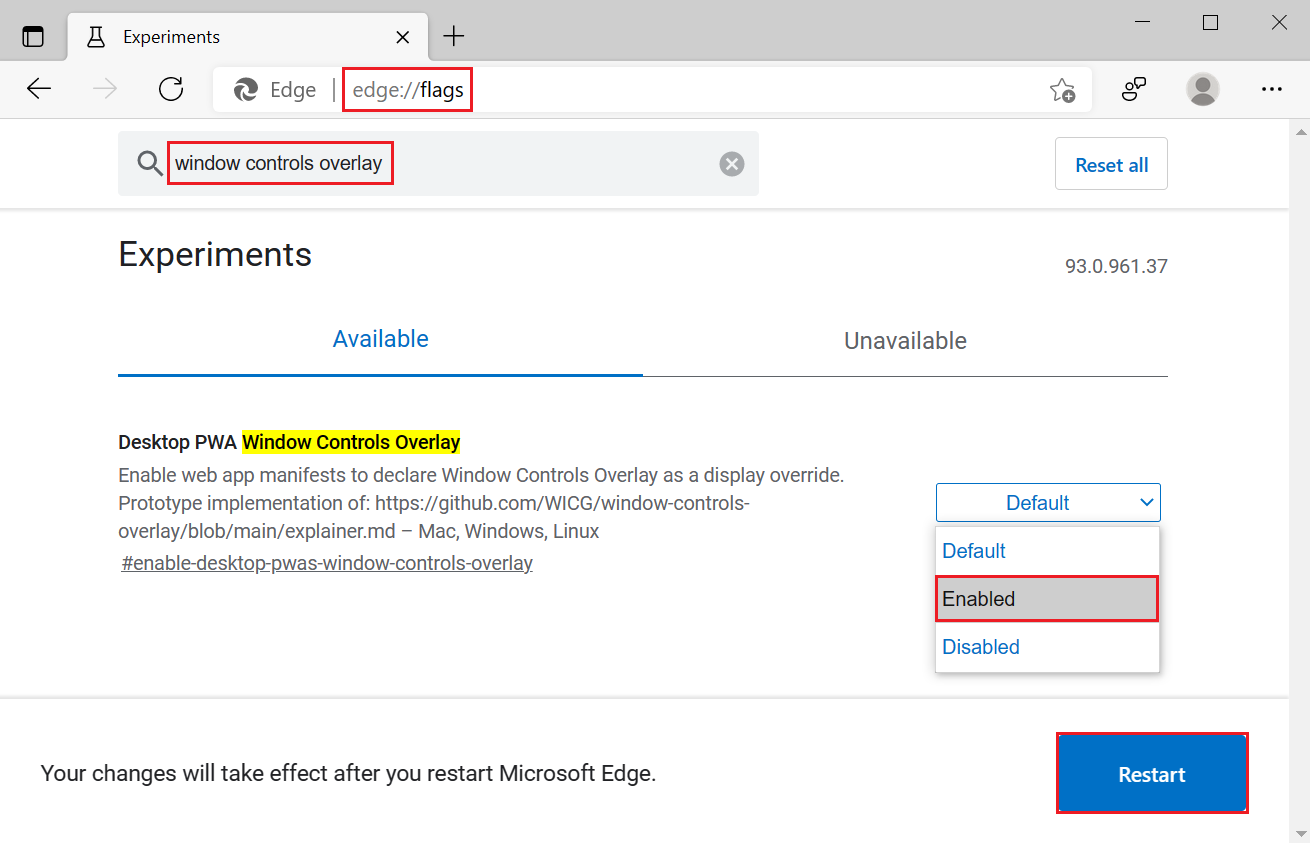 Experiments
Edge
edge://flags
window controls overlay
Reset all
Experiments
93.0.961.37
Available
Unavailable
Desktop PWA Window Controls Overlay
Enable web app manifests to declare Window Controls Overlay as a display override.
Prototype implementation of: https://github.com/WICG/window-controls-
overlay/blob/main/explainer.md – Mac, Windows, Linux
#enable-desktop-pwas-window-controls-overlay
Default
Default
Enabled
Disabled
Your changes will take effect after you restart Microsoft Edge.
Restart